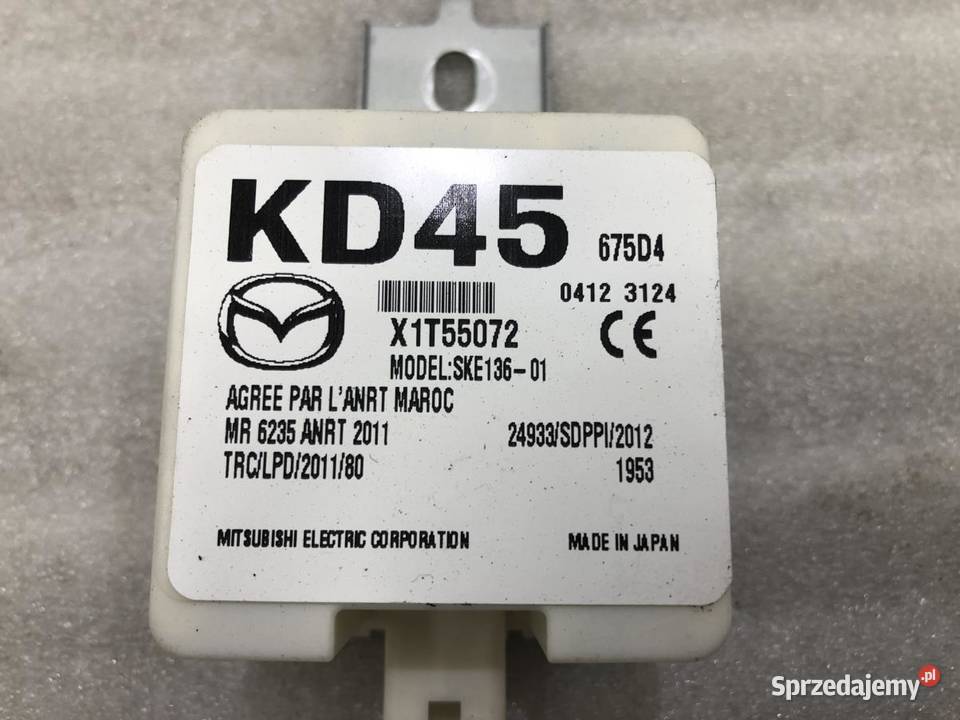 KD45 675D4
0412 3124
X1T55072
MODEL:SKE136-01
CE
AGREE PAR L'ANRT MAROC
MR 6235 ANRT 2011 24933/SDPPI/2012
TRC/LPD/2011/80 1953
MITSUBISHI ELECTRIC CORPORATION MADE IN JAPAN
Sprzedajemy.pl